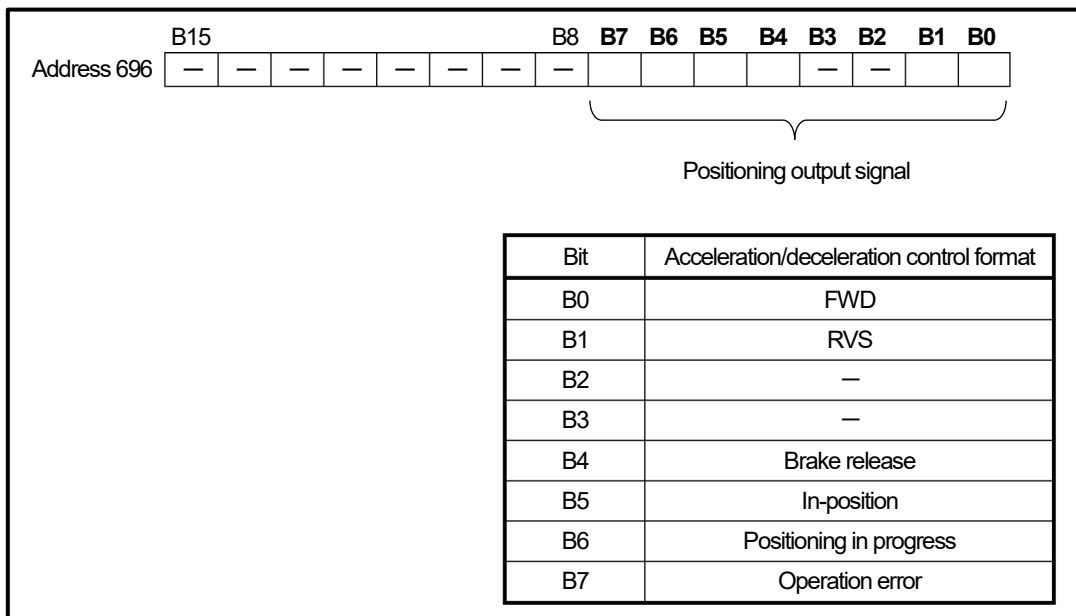 B15 B8 B7 B6 B5 B4 B3 B2 B1 B0
Address 696 — — — — — — — — — —
Positioning output signal
Bit Acceleration/deceleration control format
B0 FWD
B1 RVS
B2 —
B3 —
B4 Brake release
B5 In-position
B6 Positioning in progress
B7 Operation error